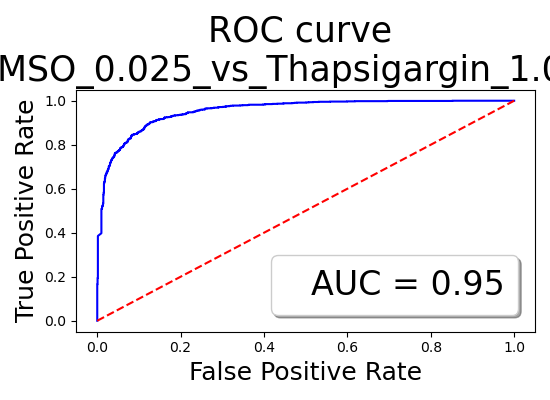 ROC curve
MSO_0.025_vs_Thapsigargin_1.0
True Positive Rate
1.0
0.8
0.6
0.4
0.2
0.0
AUC = 0.95
0.0 0.2 0.4 0.6 0.8 1.0
False Positive Rate